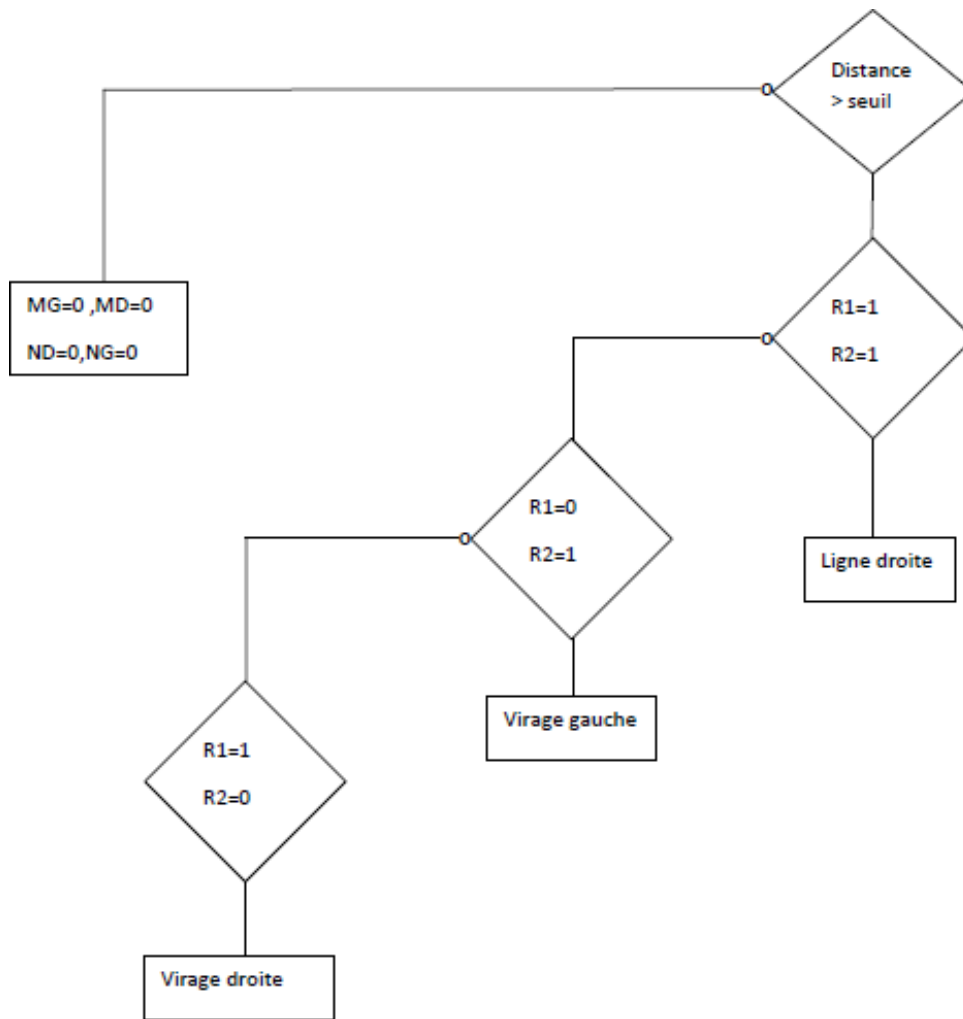 Distance
> seuil
o
MG=0 ,MD=0
ND=0,NG=0
R1=1
R2=1
o
R1=0
R2=1
o
Ligne droite
Virage gauche
R1=1
R2=0
Virage droite